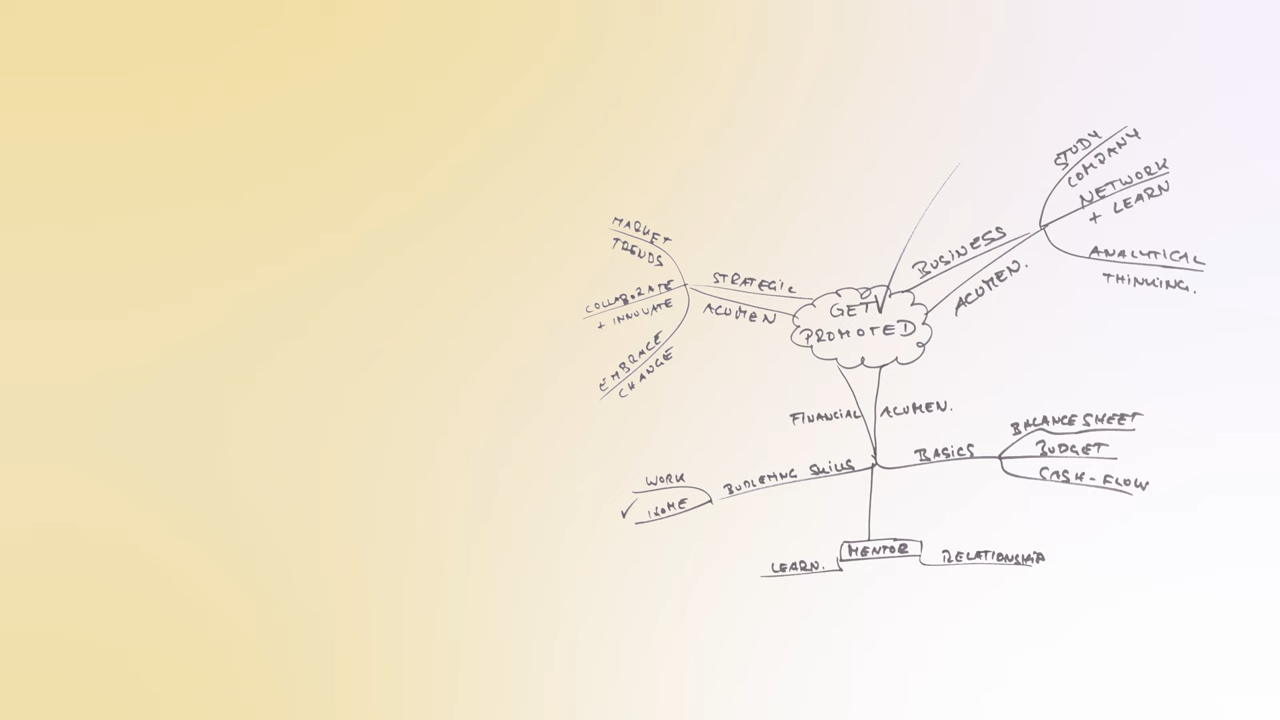 GET
PROMOTED
STRATEGIC
ACUMEN
MARKET
TRENDS
COLLABORATE
+ INNOVATE
EMBRACE
CHANGE
BUSINESS
ACUMEN.
STUDY
COMPANY
NETWORK
+ LEARN
ANALYTICAL
THINKING.
FINANCIAL ACUMEN.
BASICS
BALANCE SHEET
BUDGET
CASH-FLOW
BUDGETING SKILLS
WORK
✓ HOME
MENTOR
LEARN.
RELATIONSHIP